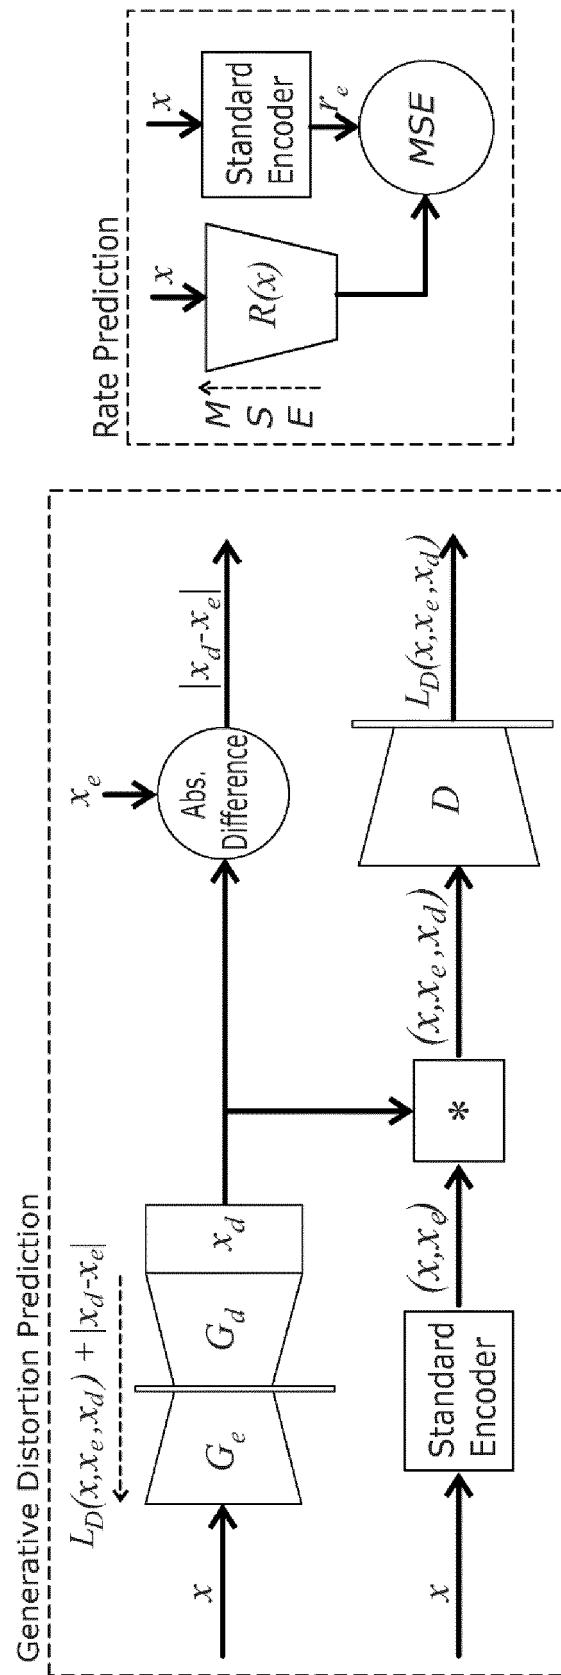 Generative Distortion Prediction
L_D(x,x_e,x_d) + |x_d-x_e|
x
G_e
G_d
x_d
x_e
Abs.
Difference
|x_d-x_e|
x
Standard
Encoder
(x,x_e)
*
(x,x_e,x_d)
D
L_D(x,x_e,x_d)
Rate Prediction
M
S
E
x
R(x)
x
Standard
Encoder
r_e
MSE